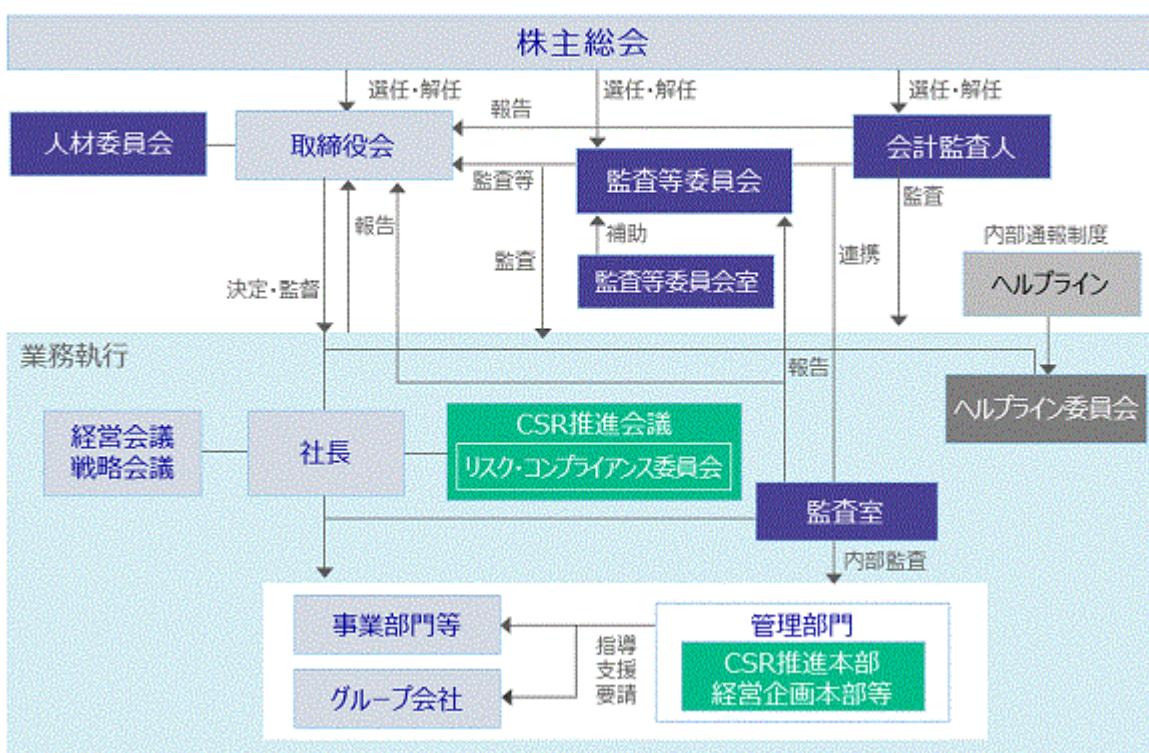 株主総会
選任・解任
選任・解任
選任・解任
報告
人材委員会
取締役会
会計監査人
監査等
監査等委員会
監査
報告
補助
内部通報制度
監査
連携
監査等委員会室
ヘルプライン
決定・監督
業務執行
報告
ヘルプライン委員会
経営会議
戦略会議
社長
CSR推進会議
リスク・コンプライアンス委員会
監査室
内部監査
事業部門等
管理部門
指導
支援
要請
CSR推進本部
経営企画本部等
グループ会社